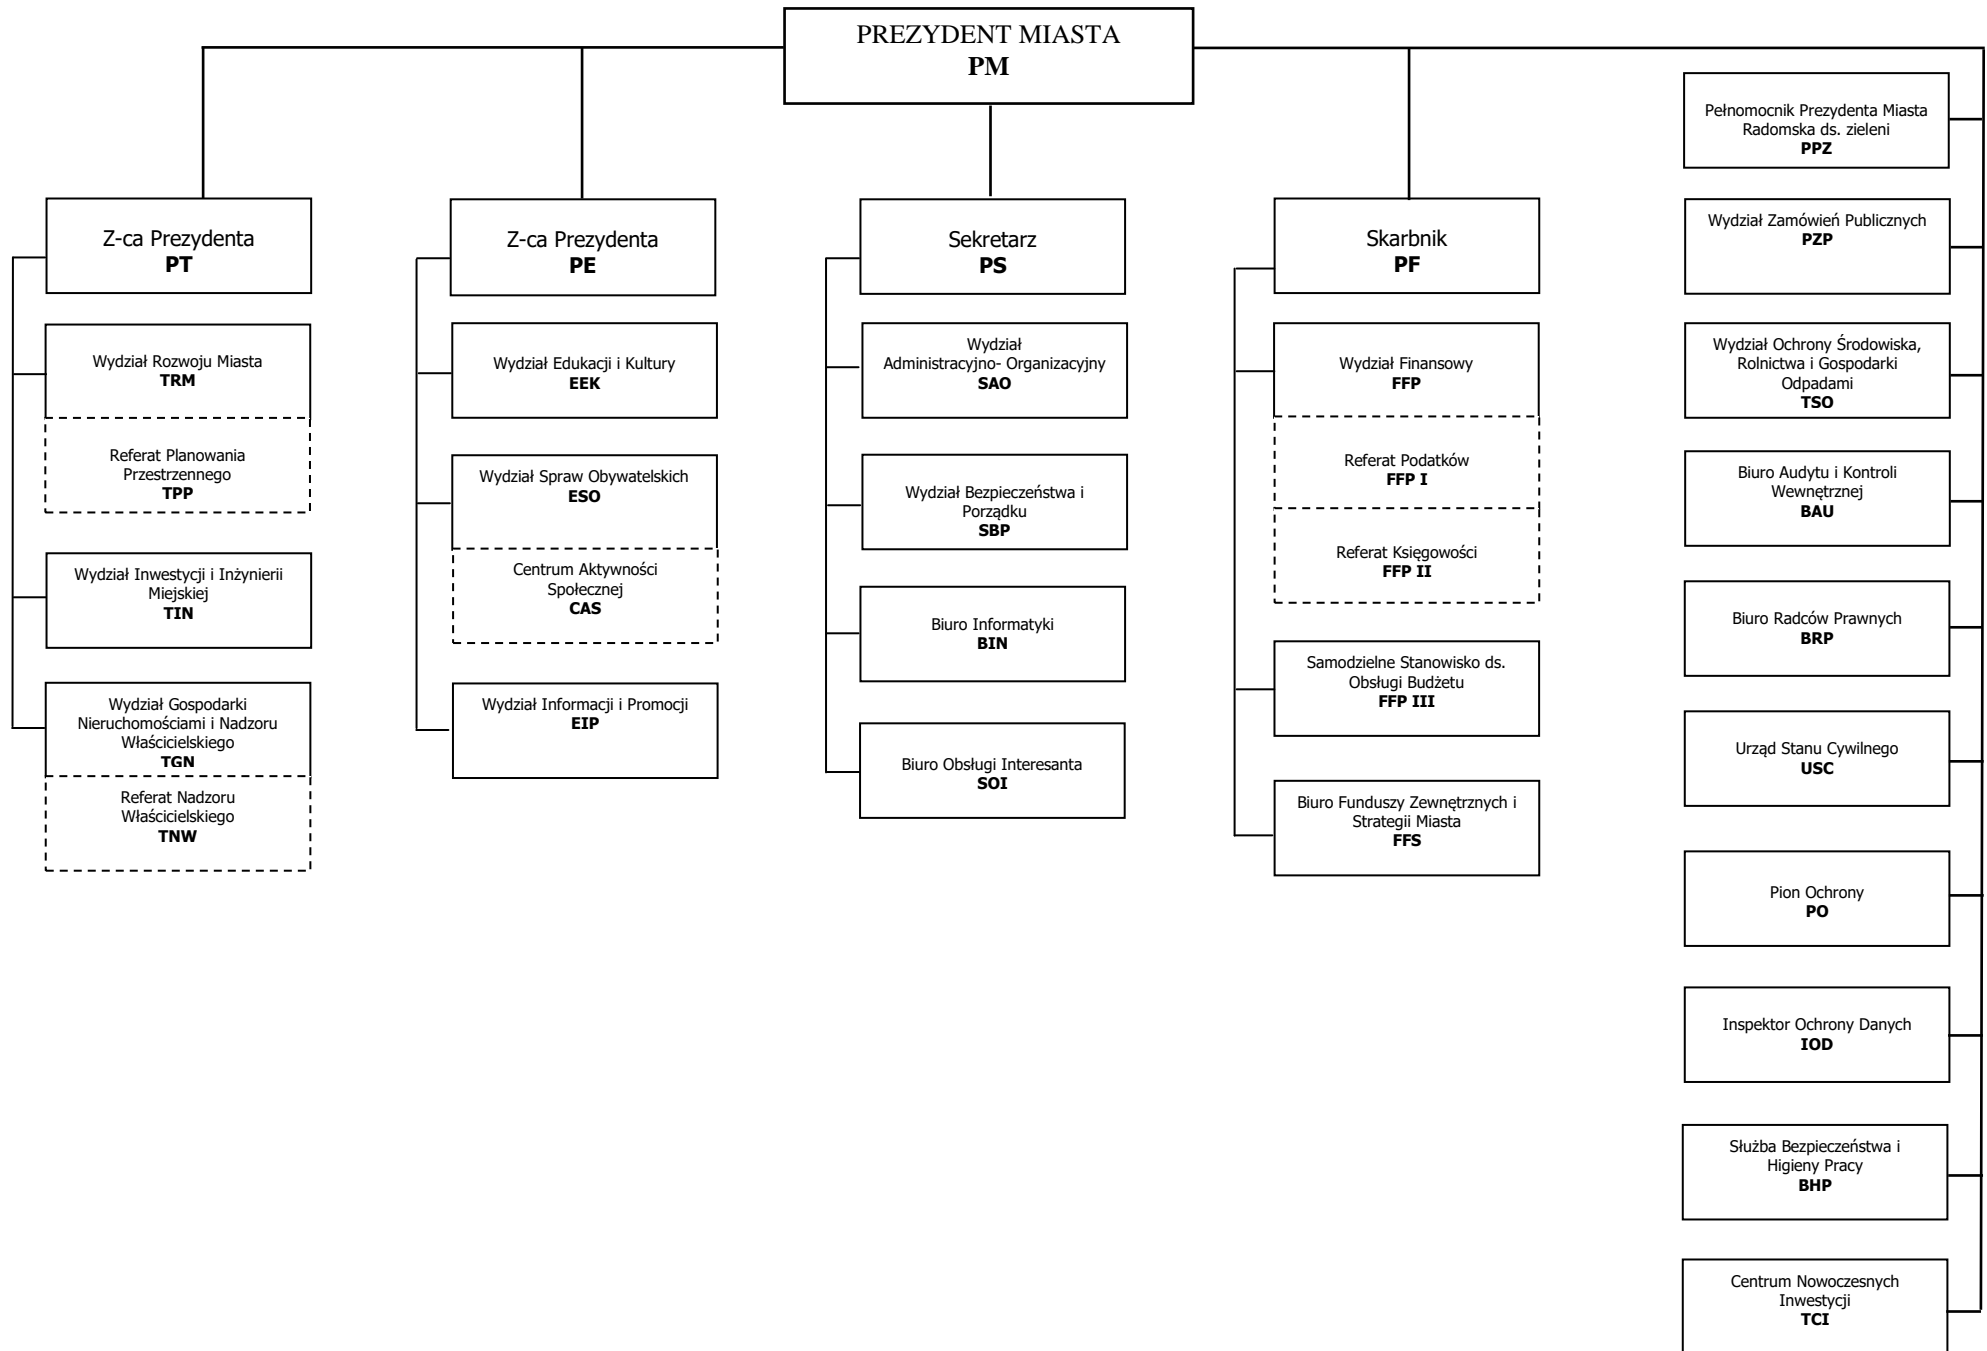 PREZYDENT MIASTA
PM
Z-ca Prezydenta
PT
Wydział Rozwoju Miasta
TRM
Referat Planowania
Przestrzennego
TPP
Wydział Inwestycji i Inżynierii
Miejskiej
TIN
Wydział Gospodarki
Nieruchomościami i Nadzoru
Właścicielskiego
TGN
Referat Nadzoru
Właścicielskiego
TNW
Z-ca Prezydenta
PE
Wydział Edukacji i Kultury
EEK
Wydział Spraw Obywatelskich
ESO
Centrum Aktywności
Społecznej
CAS
Wydział Informacji i Promocji
EIP
Sekretarz
PS
Wydział
Administracyjno- Organizacyjny
SAO
Wydział Bezpieczeństwa i
Porządku
SBP
Biuro Informatyki
BIN
Biuro Obsługi Interesanta
SOI
Skarbnik
PF
Wydział Finansowy
FFP
Referat Podatków
FFP I
Referat Księgowości
FFP II
Samodzielne Stanowisko ds.
Obsługi Budżetu
FFP III
Biuro Funduszy Zewnętrznych i
Strategii Miasta
FFS
Pełnomocnik Prezydenta Miasta
Radomska ds. zieleni
PPZ
Wydział Zamówień Publicznych
PZP
Wydział Ochrony Środowiska,
Rolnictwa i Gospodarki
Odpadami
TSO
Biuro Audytu i Kontroli
Wewnętrznej
BAU
Biuro Radców Prawnych
BRP
Urząd Stanu Cywilnego
USC
Pion Ochrony
PO
Inspektor Ochrony Danych
IOD
Służba Bezpieczeństwa i
Higieny Pracy
BHP
Centrum Nowoczesnych
Inwestycji
TCI